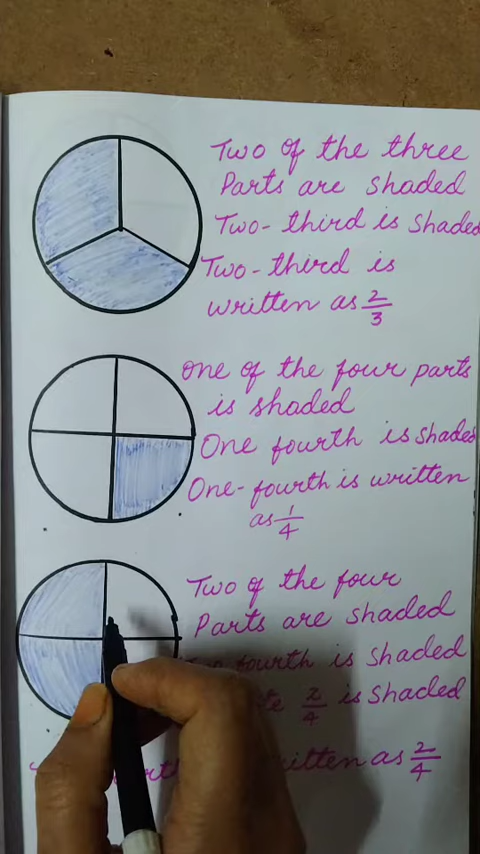 Two of the three
Parts are shaded
Two-third is shaded
Two-third is
written as 2/3
One of the four parts
is shaded
One fourth is shaded
One-fourth is written
as 1/4
Two of the four
Parts are shaded
fourth is shaded
2/4 is shaded
as 2/4